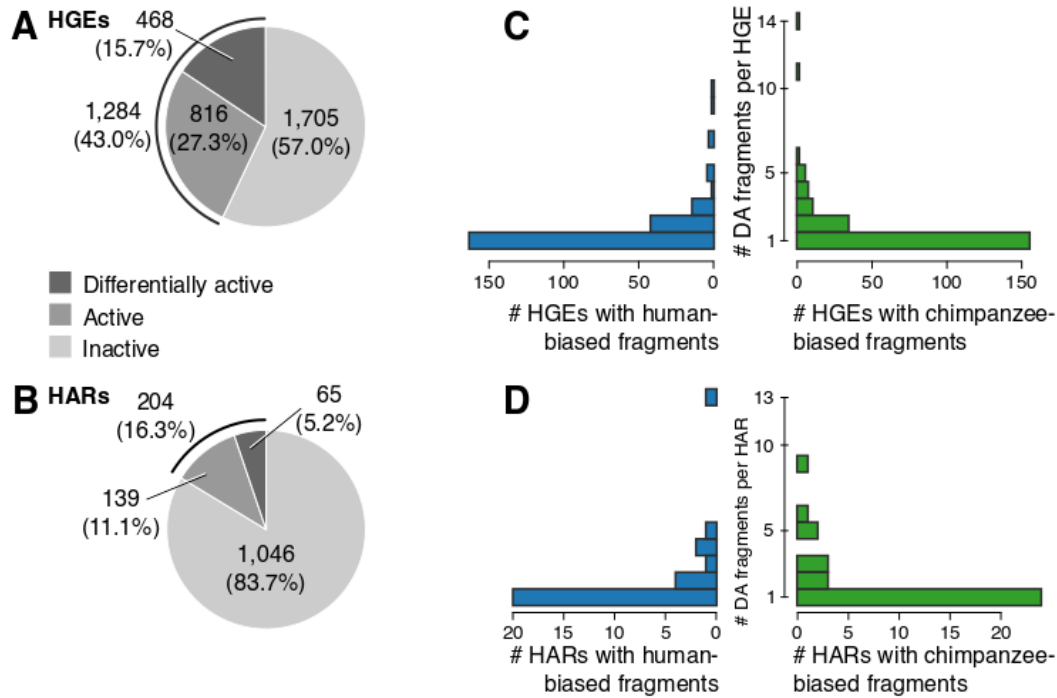 A HGEs
468
(15.7%)
1,284
(43.0%)
816
(27.3%)
1,705
(57.0%)
Differentially active
Active
Inactive
B HARs
204
(16.3%)
65
(5.2%)
139
(11.1%)
1,046
(83.7%)
C
# DA fragments per HGE
14
10
5
1
150 100 50 0
# HGEs with human-
biased fragments
0 50 100 150
# HGEs with chimpanzee-
biased fragments
D
# DA fragments per HAR
13
10
5
1
20 15 10 5 0
# HARs with human-
biased fragments
0 5 10 15 20
# HARs with chimpanzee-
biased fragments